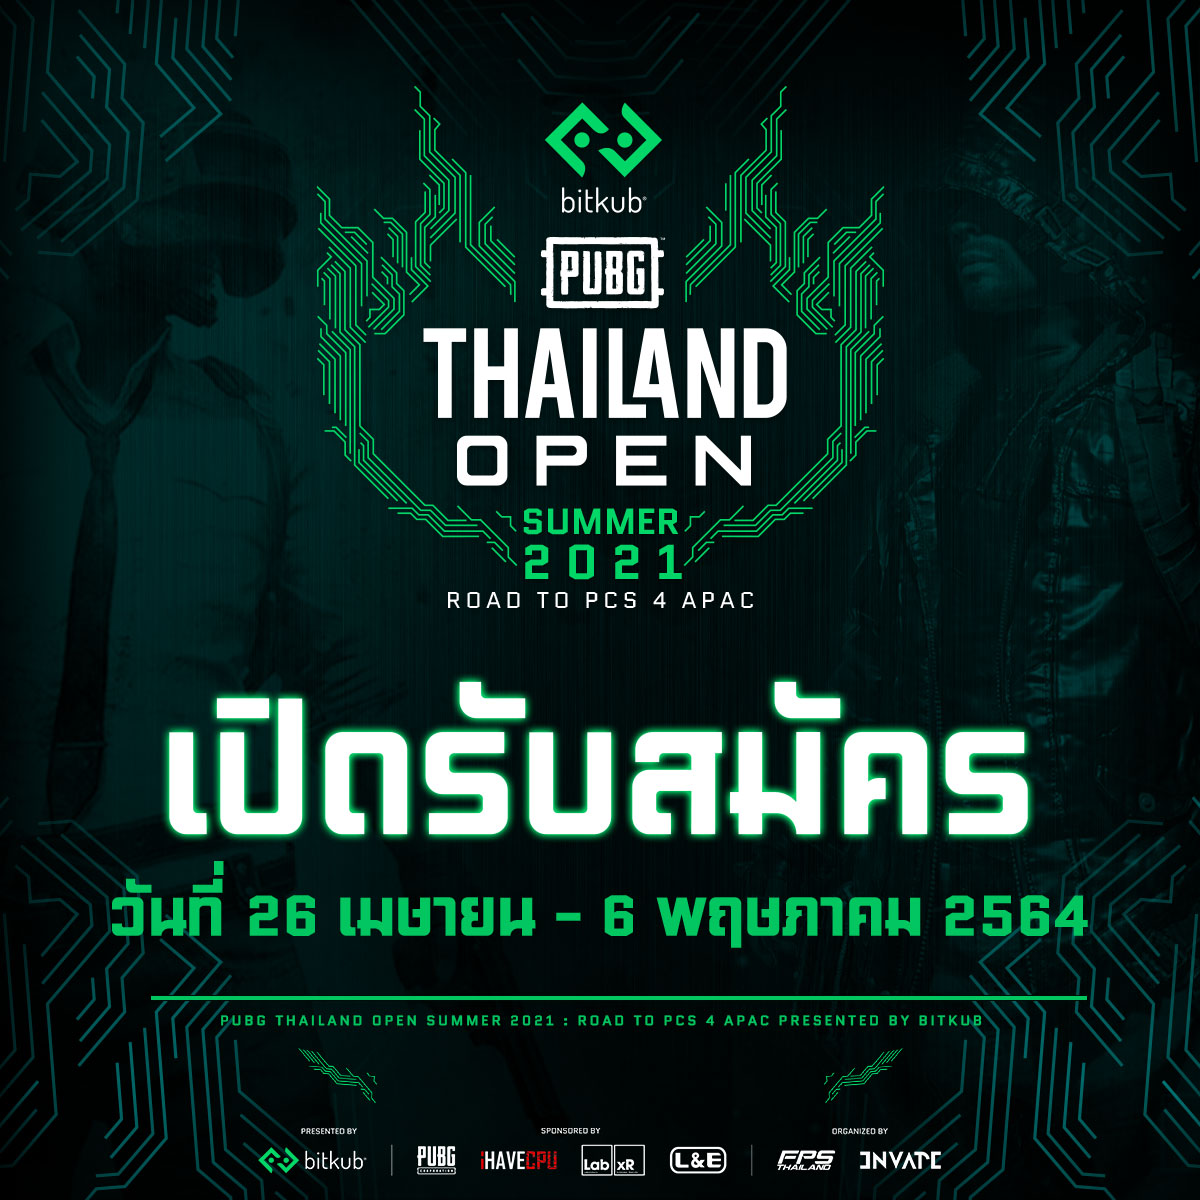 bitkub
PUBG
THAILAND
OPEN
SUMMER
2021
ROAD TO PCS 4 APAC
เปิดรับสมัคร
วันที่ 26 เมษายน - 6 พฤษภาคม 2564
PUBG THAILAND OPEN SUMMER 2021 : ROAD TO PCS 4 APAC PRESENTED BY BITKUB
PRESENTED BY SPONSORED BY ORGANIZED BY
bitkub PUBG CORPORATION iHAVECPU Lab xR L&E FPS THAILAND INVATE